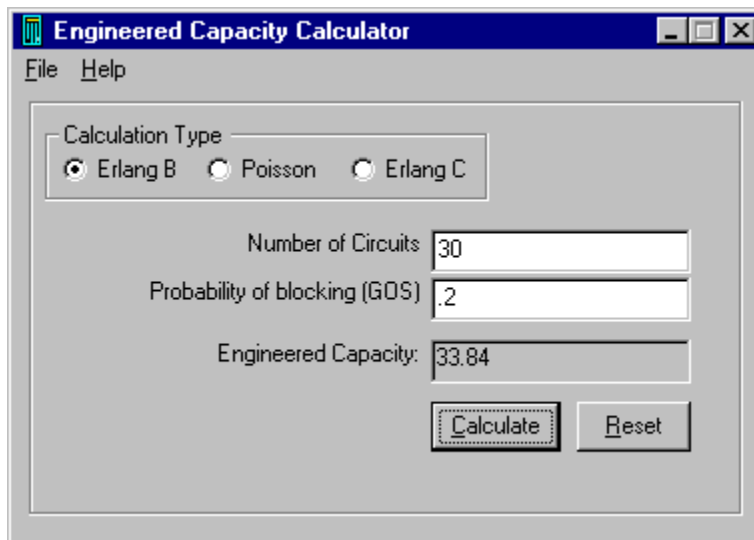 Engineered Capacity Calculator
File Help
Calculation Type
Erlang B Poisson Erlang C
Number of Circuits 30
Probability of blocking (GOS) .2
Engineered Capacity: 33.84
Calculate Reset